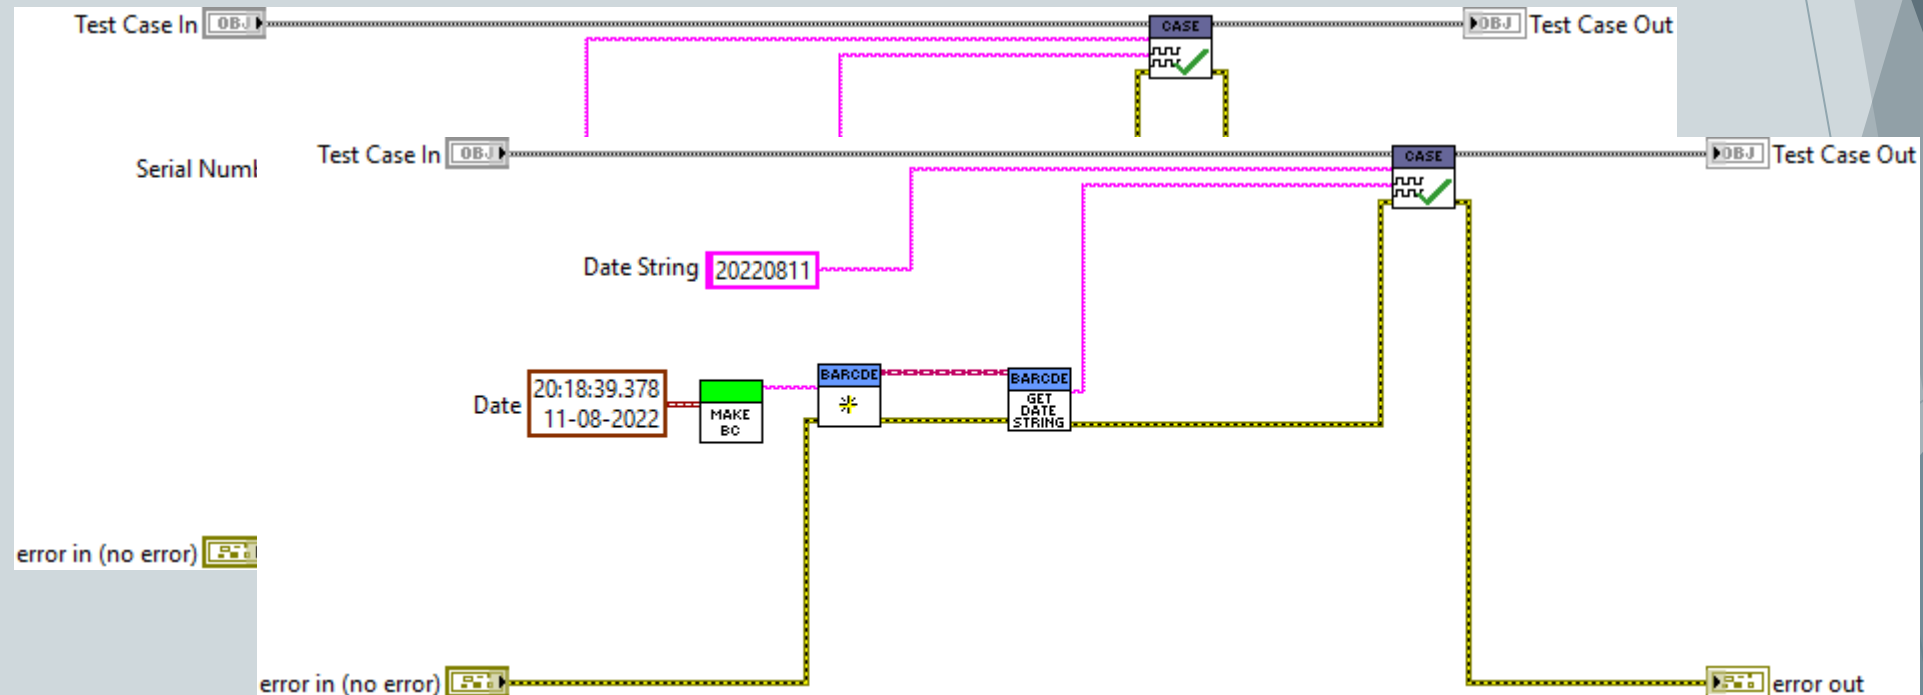 Test Case In
OBJ
CASE
OBJ
Test Case Out
Serial Num
Test Case In
OBJ
CASE
OBJ
Test Case Out
Date String
20220811
Date
20:18:39.378
11-08-2022
MAKE
BC
BARCDE
BARCDE
GET
DATE
STRING
error in (no error)
error in (no error)
error out